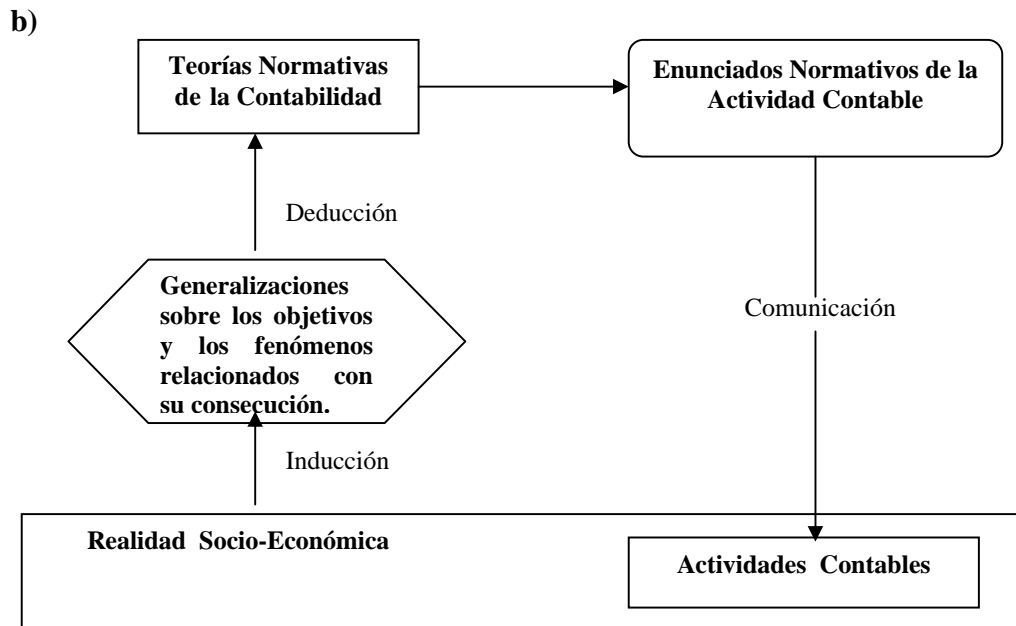 b)
Teorías Normativas
de la Contabilidad
Enunciados Normativos de la
Actividad Contable
Deducción
Generalizaciones
sobre los objetivos
y los fenómenos
relacionados con
su consecución.
Comunicación
Inducción
Realidad Socio-Económica
Actividades Contables